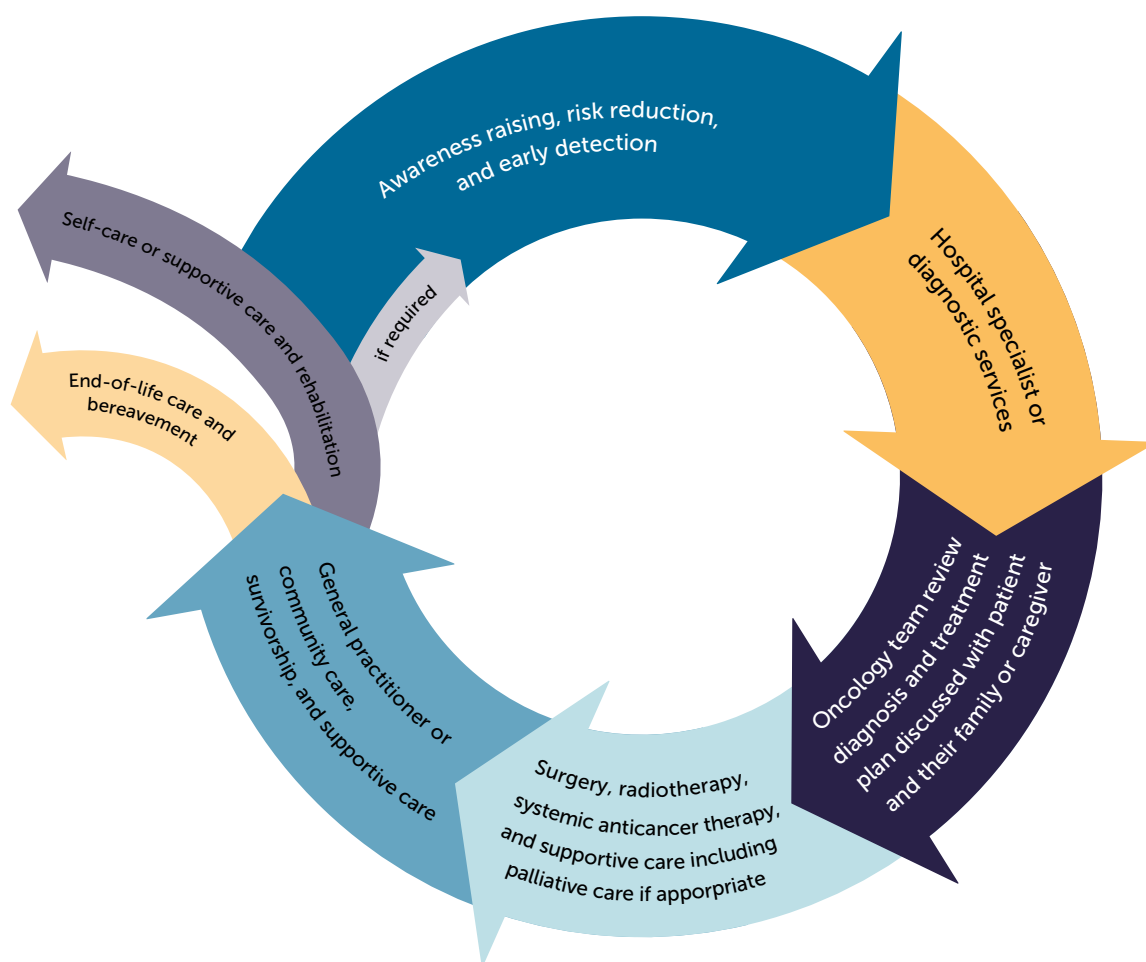 Awareness raising, risk reduction,
and early detection
Hospital specialist or
diagnostic services
Oncology team review
diagnosis and treatment
plan discussed with patient
and their family or caregiver
Surgery, radiotherapy,
systemic anticancer therapy,
and supportive care including
palliative care if apporpriate
General practitioner or
community care,
survivorship, and supportive care
End-of-life care and
bereavement
Self-care or supportive care and rehabilitation
if required